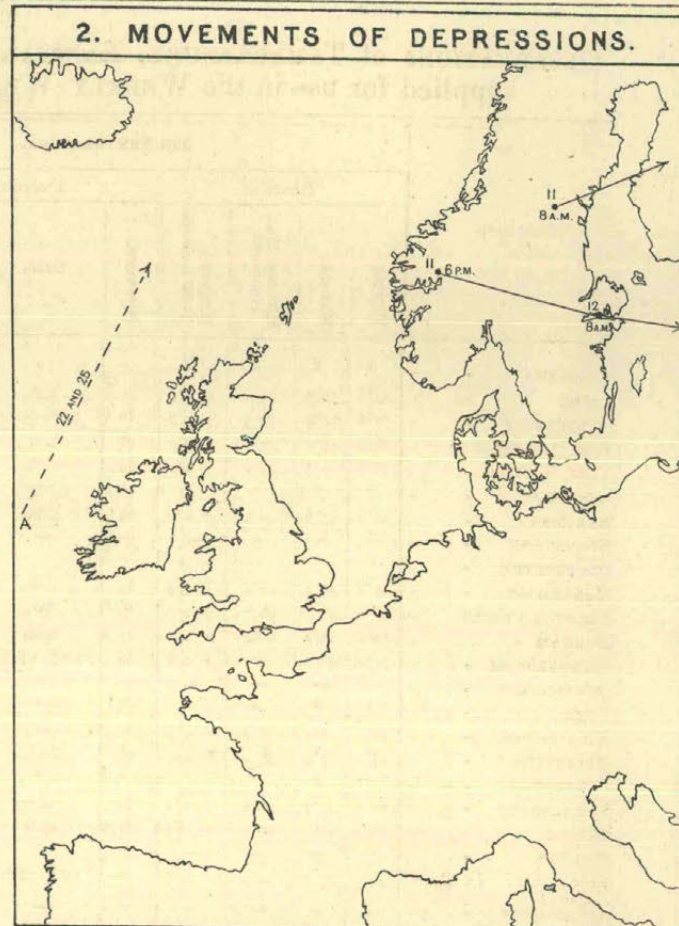 2. MOVEMENTS OF DEPRESSIONS.
11
8 A.M.
11
6 P.M.
12
8 A.M.
22 AND 25
A